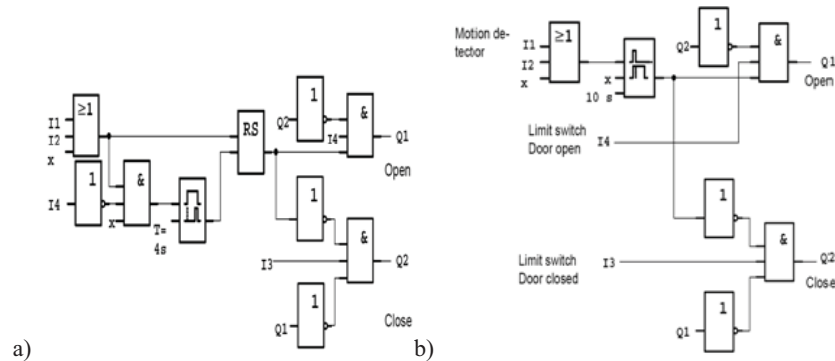 I1
I2
x
≥1
I4
1
&
x
T=
4s
RS
Q2
1
I4
&
Q1
Open
1
I3
&
Q2
Close
Q1
1
a)
Motion de-
tector
I1
I2
x
≥1
x
10 s
Q2
1
&
Q1
Open
Limit switch
Door open
I4
1
&
Q2
Close
Limit switch
Door closed
I3
Q1
1
b)